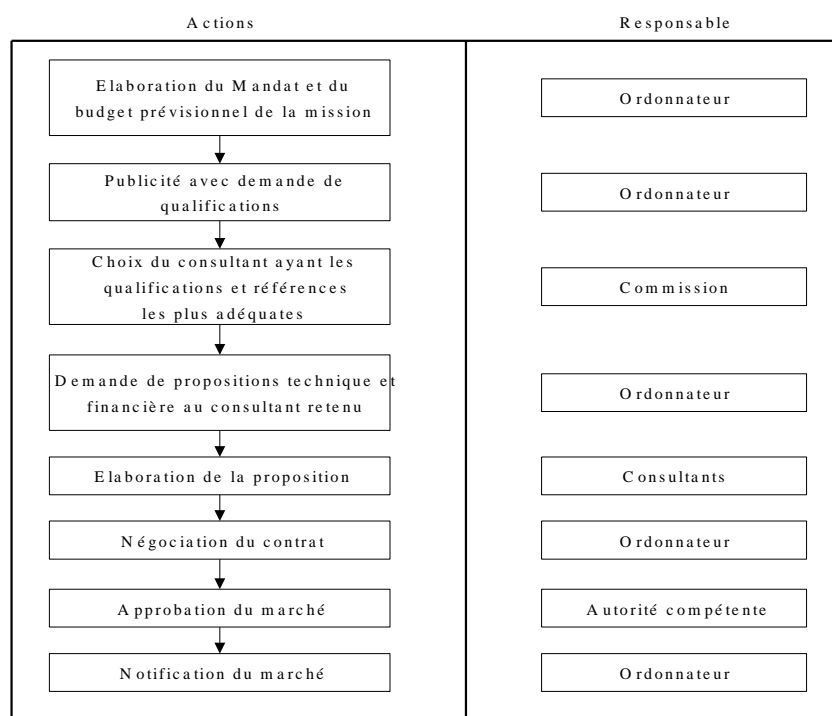 Actions
Responsable
Elaboration du Mandat et du
budget prévisionnel de la mission
Ordonnateur
Publicité avec demande de
qualifications
Ordonnateur
Choix du consultant ayant les
qualifications et références
les plus adéquates
Commission
Demande de propositions technique et
financière au consultant retenu
Ordonnateur
Elaboration de la proposition
Consultants
Négociation du contrat
Ordonnateur
Approbation du marché
Autorité compétente
Notification du marché
Ordonnateur